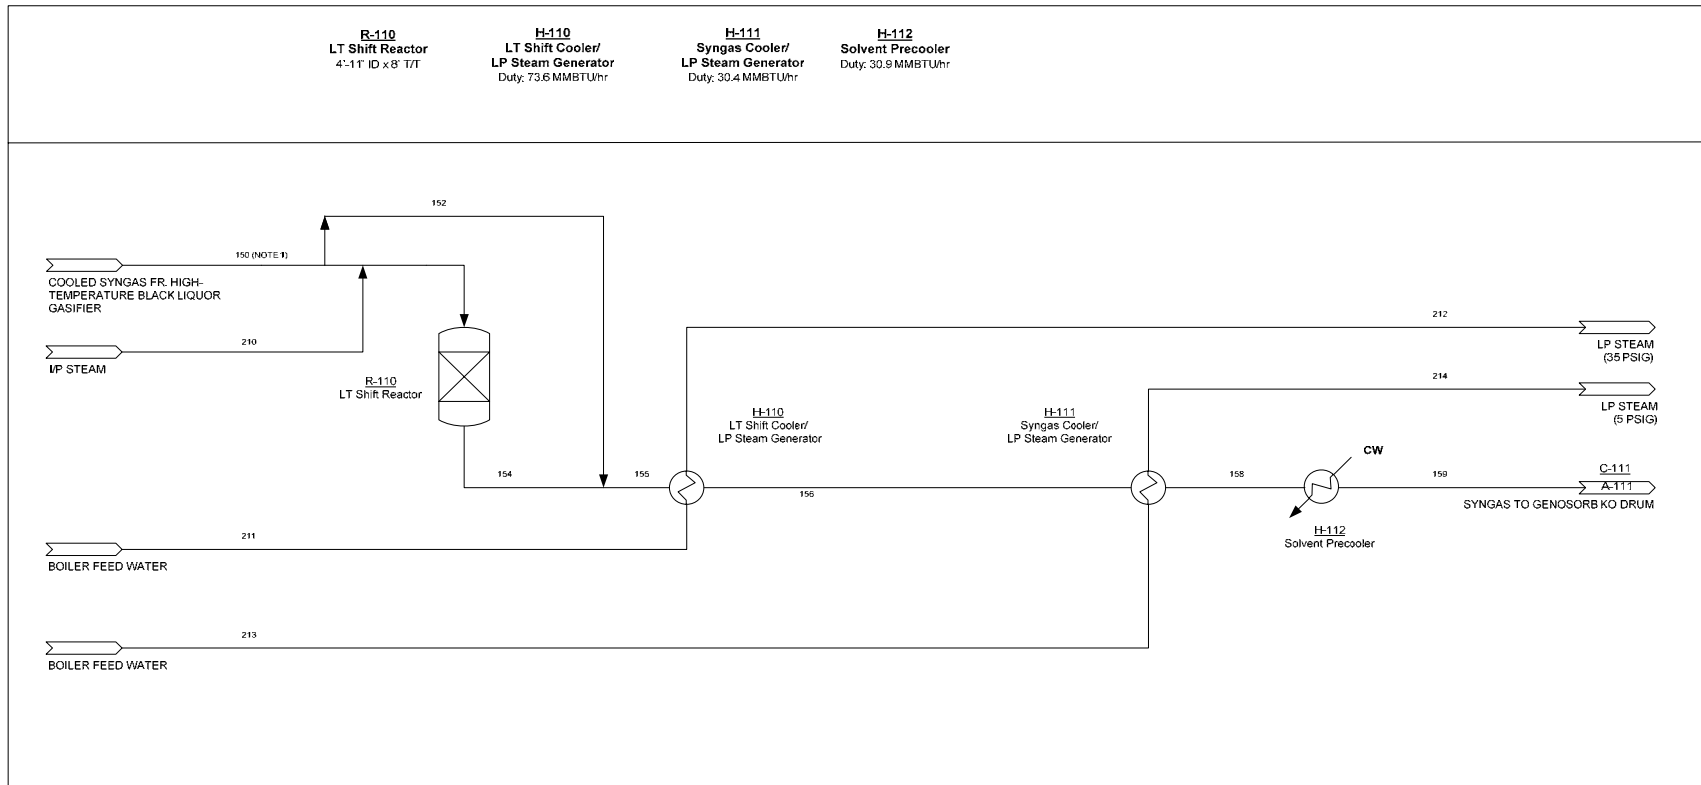 R-110
LT Shift Reactor
4'-11" ID x 8' T/T
H-110
LT Shift Cooler/
LP Steam Generator
Duty: 73.6 MMBTU/hr
H-111
Syngas Cooler/
LP Steam Generator
Duty: 30.4 MMBTU/hr
H-112
Solvent Precooler
Duty: 30.9 MMBTU/hr
152
150 (NOTE 1)
COOLED SYNGAS FR. HIGH-
TEMPERATURE BLACK LIQUOR
GASIFIER
210
I/P STEAM
R-110
LT Shift Reactor
212
LP STEAM
(35 PSIG)
214
LP STEAM
(5 PSIG)
H-110
LT Shift Cooler/
LP Steam Generator
H-111
Syngas Cooler/
LP Steam Generator
CW
154
155
156
158
159
C-111
A-111
SYNGAS TO GENOSORB KO DRUM
H-112
Solvent Precooler
211
BOILER FEED WATER
213
BOILER FEED WATER